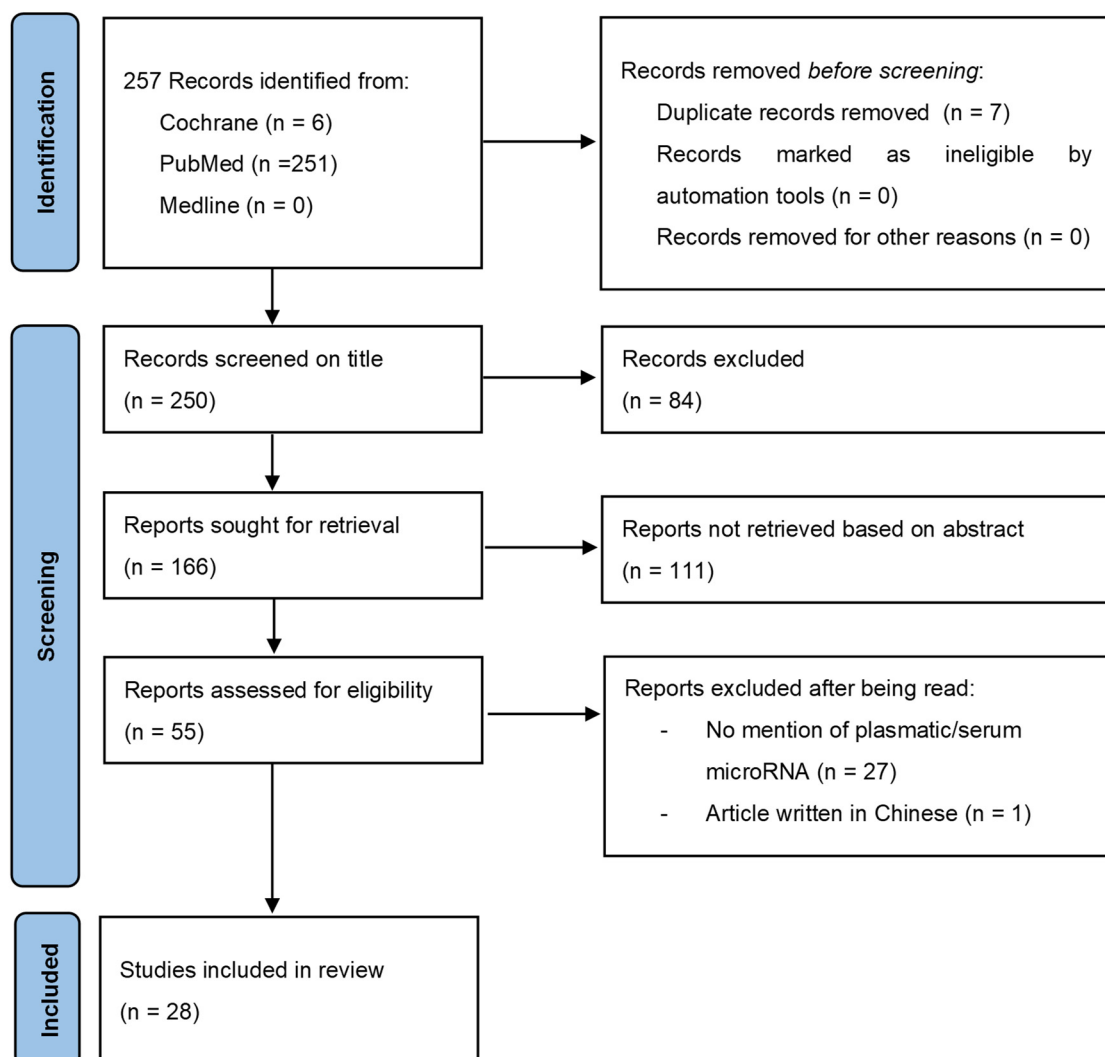 Identification
257 Records identified from:
Cochrane (n = 6)
PubMed (n =251)
Medline (n = 0)
Records removed before screening:
Duplicate records removed (n = 7)
Records marked as ineligible by
automation tools (n = 0)
Records removed for other reasons (n = 0)
Screening
Records screened on title
(n = 250)
Records excluded
(n = 84)
Reports sought for retrieval
(n = 166)
Reports not retrieved based on abstract
(n = 111)
Reports assessed for eligibility
(n = 55)
Reports excluded after being read:
- No mention of plasmatic/serum
microRNA (n = 27)
- Article written in Chinese (n = 1)
Included
Studies included in review
(n = 28)